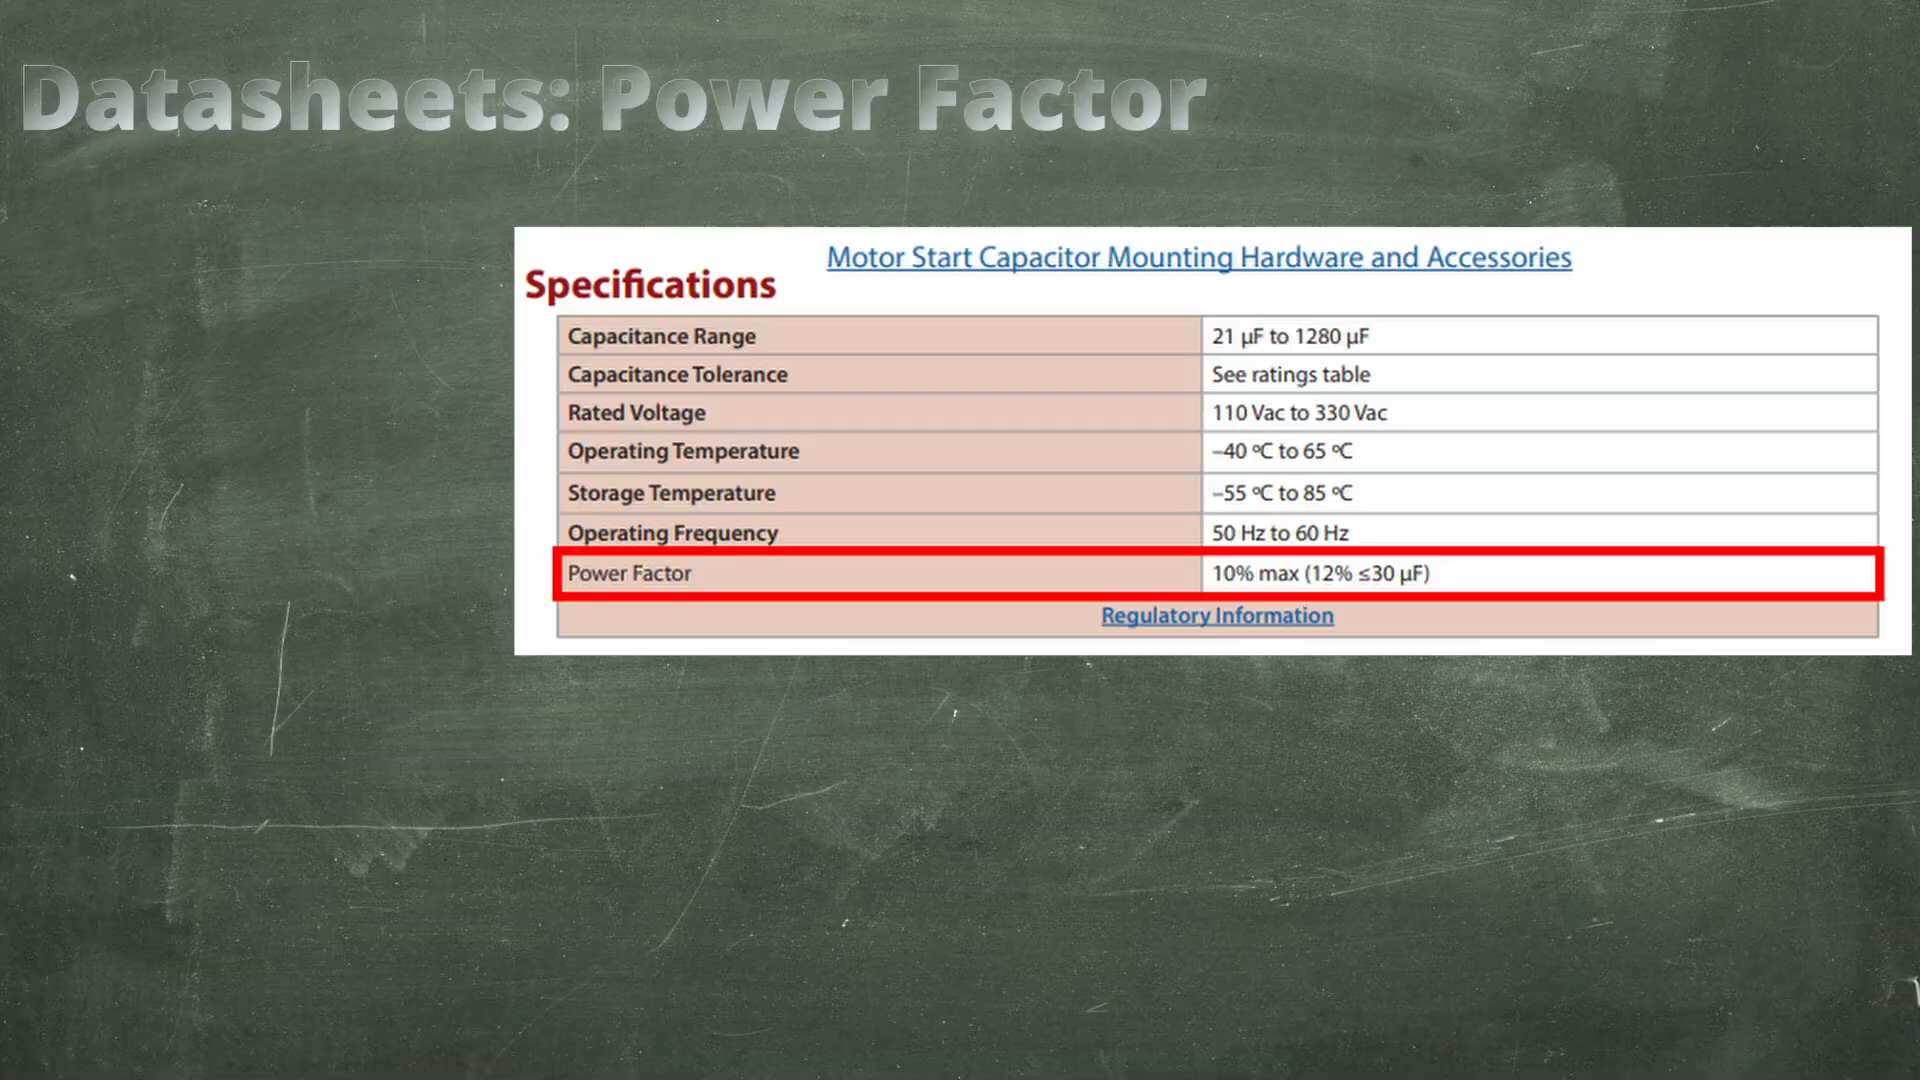 Datasheets: Power Factor
Motor Start Capacitor Mounting Hardware and Accessories
Specifications
Capacitance Range 21 µF to 1280 µF
Capacitance Tolerance See ratings table
Rated Voltage 110 Vac to 330 Vac
Operating Temperature –40 ºC to 65 ºC
Storage Temperature –55 ºC to 85 ºC
Operating Frequency 50 Hz to 60 Hz
Power Factor 10% max (12% ≤30 µF)
Regulatory Information